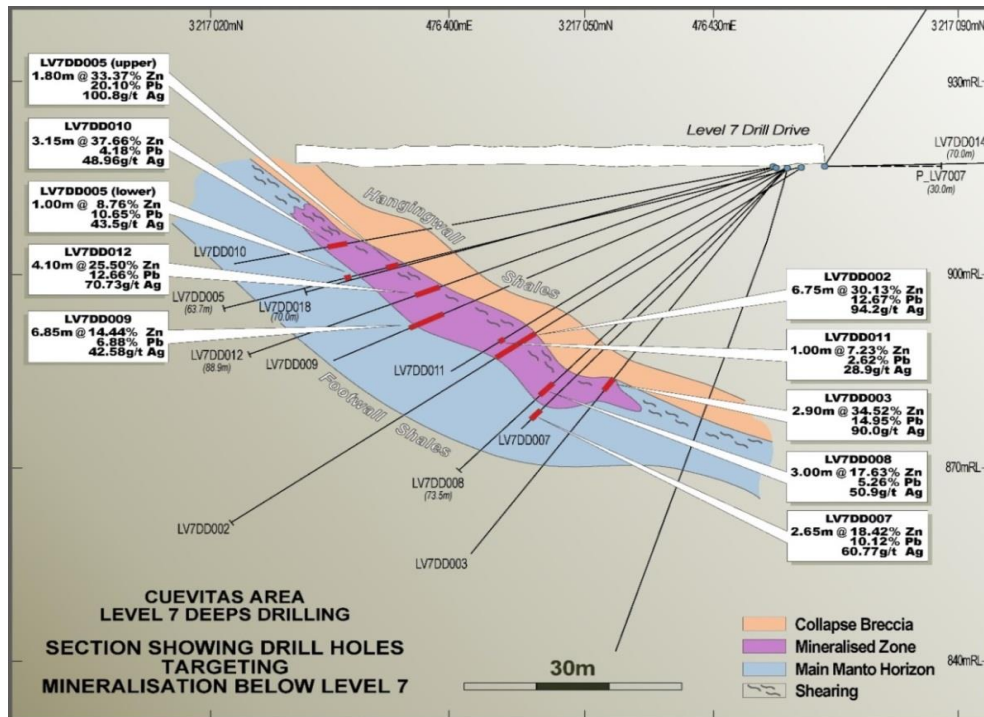 3 217 020mN
476 400mE
3 217 050mN
476 430mE
3 217 090mN
930mRL
900mRL
870mRL
840mRL
LV7DD005 (upper)
1.80m @ 33.37% Zn
20.10% Pb
100.8g/t Ag
LV7DD010
3.15m @ 37.66% Zn
4.18% Pb
48.96g/t Ag
LV7DD005 (lower)
1.00m @ 8.76% Zn
10.65% Pb
43.5g/t Ag
LV7DD012
4.10m @ 25.50% Zn
12.66% Pb
70.73g/t Ag
LV7DD009
6.85m @ 14.44% Zn
6.88% Pb
42.58g/t Ag
Level 7 Drill Drive
LV7DD014
(70.0m)
P_LV7007
(30.0m)
Hangingwall Shales
Footwall Shales
LV7DD010
LV7DD005
(63.7m)
LV7DD018
(70.0m)
LV7DD012
(88.9m)
LV7DD009
LV7DD011
LV7DD007
LV7DD008
(73.5m)
LV7DD002
LV7DD003
LV7DD002
6.75m @ 30.13% Zn
12.67% Pb
94.2g/t Ag
LV7DD011
1.00m @ 7.23% Zn
2.62% Pb
28.9g/t Ag
LV7DD003
2.90m @ 34.52% Zn
14.95% Pb
90.0g/t Ag
LV7DD008
3.00m @ 17.63% Zn
5.26% Pb
50.9g/t Ag
LV7DD007
2.65m @ 18.42% Zn
10.12% Pb
60.77g/t Ag
CUEVITAS AREA
LEVEL 7 DEEPS DRILLING
SECTION SHOWING DRILL HOLES
TARGETING
MINERALISATION BELOW LEVEL 7
30m
Collapse Breccia
Mineralised Zone
Main Manto Horizon
Shearing